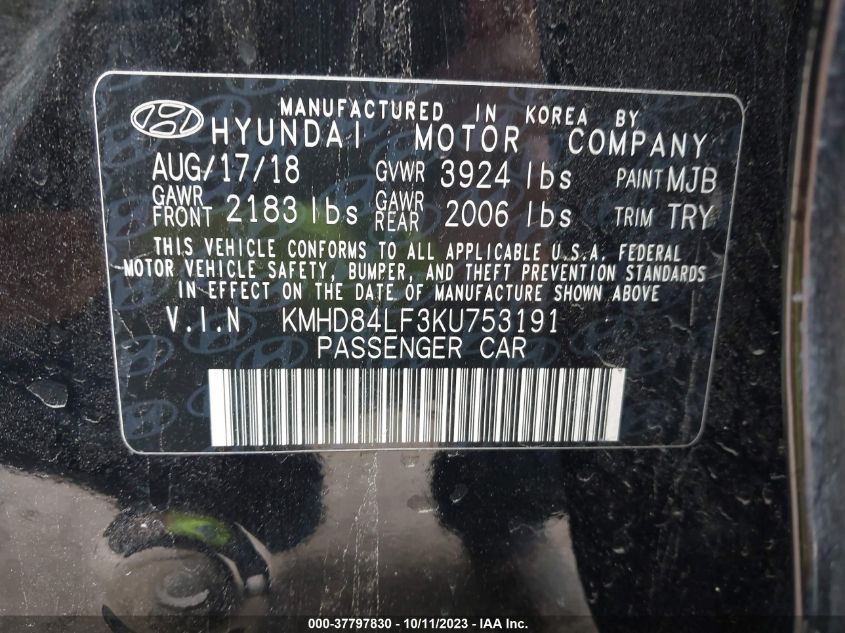 MANUFACTURED IN KOREA BY
HYUNDAI MOTOR COMPANY
AUG/17/18 GVWR 3924 lbs PAINT MJB
GAWR FRONT 2183 lbs GAWR REAR 2006 lbs TRIM TRY
THIS VEHICLE CONFORMS TO ALL APPLICABLE U.S.A. FEDERAL
MOTOR VEHICLE SAFETY, BUMPER, AND THEFT PREVENTION STANDARDS
IN EFFECT ON THE DATE OF MANUFACTURE SHOWN ABOVE
V.I.N KMHD84LF3KU753191
PASSENGER CAR
000-37797830 - 10/11/2023 - IAA Inc.